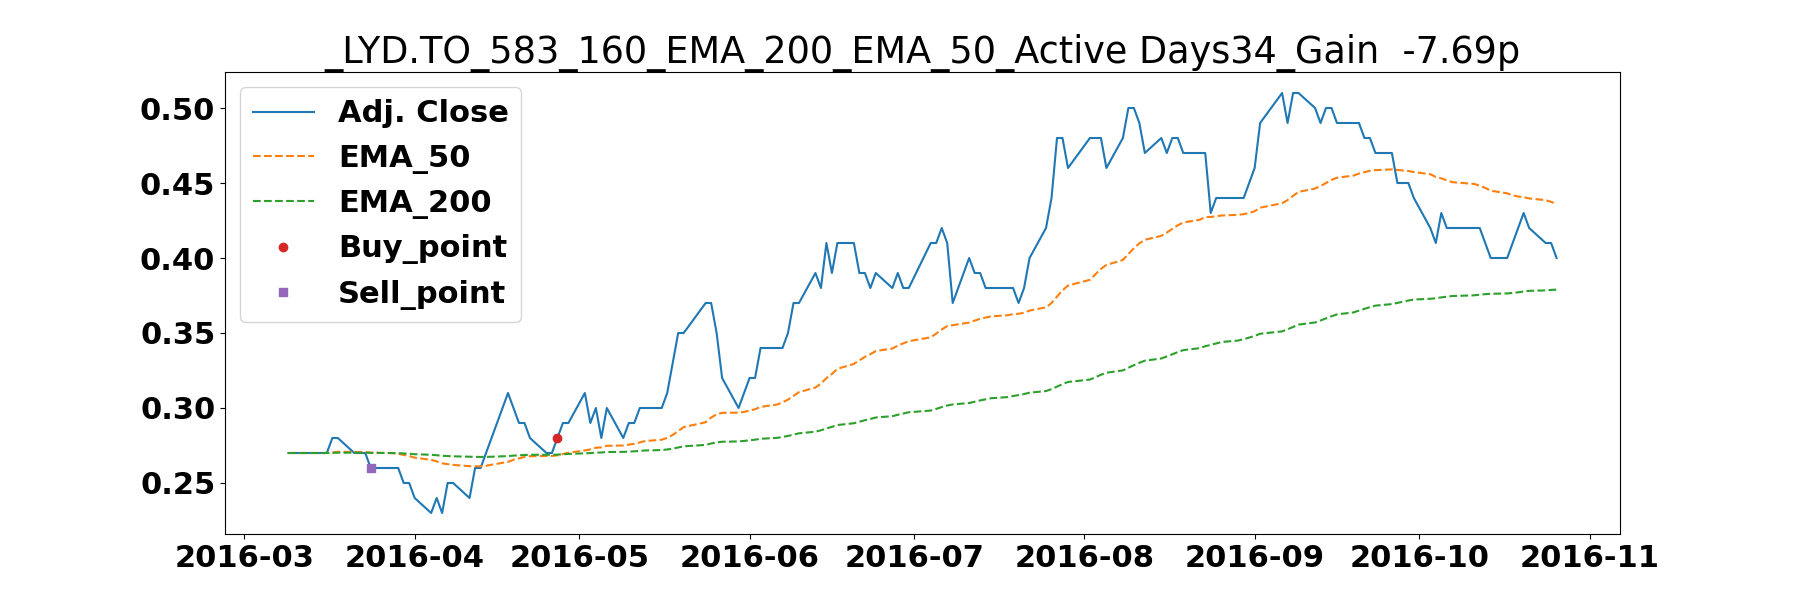 _LYD.TO_583_160_EMA_200_EMA_50_Active Days34_Gain  -7.69p
0.50
0.45
0.40
0.35
0.30
0.25
Adj. Close
EMA_50
EMA_200
Buy_point
Sell_point
2016-03 2016-04 2016-05 2016-06 2016-07 2016-08 2016-09 2016-10 2016-11